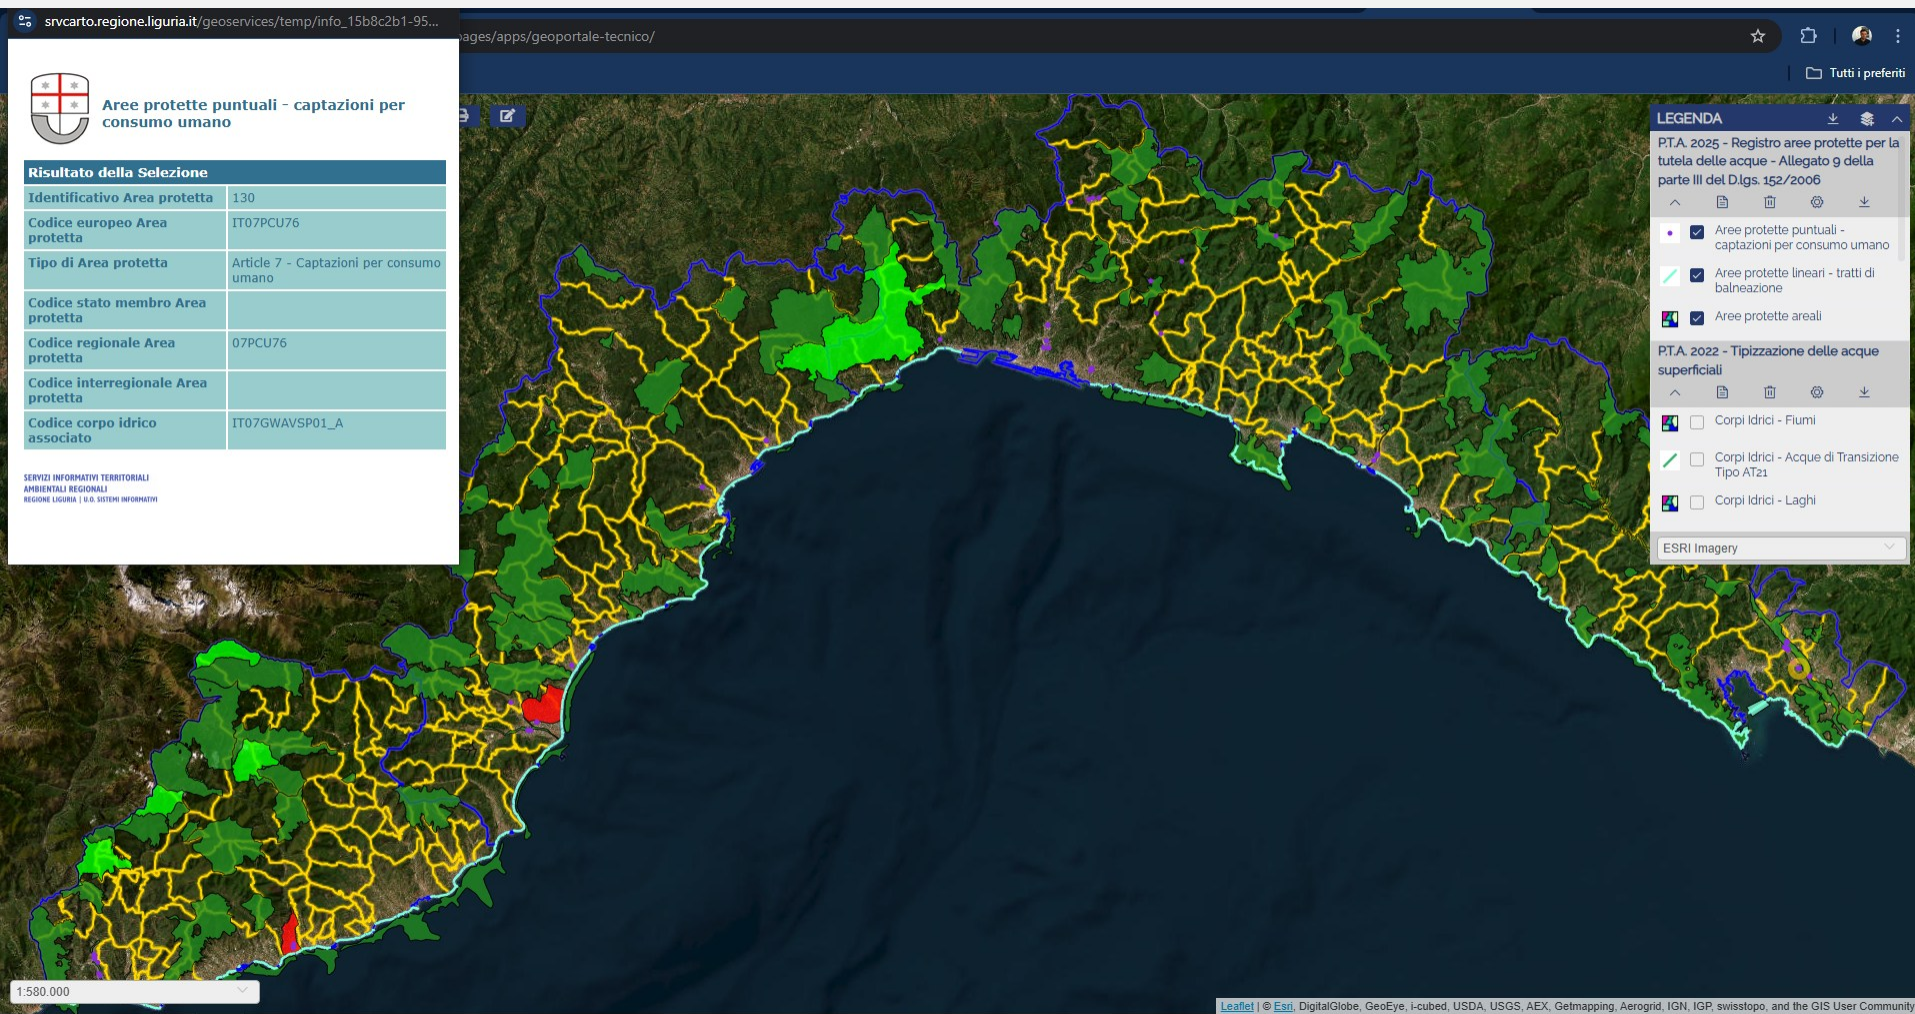 srvcarto.regione.liguria.it/geoservices/temp/info_15b8c2b1-95...
ages/apps/geoportale-tecnico/
Tutti i preferiti
Aree protette puntuali - captazioni per
consumo umano
Risultato della Selezione
Identificativo Area protetta 130
Codice europeo Area
protetta
IT07PCU76
Tipo di Area protetta
Article 7 - Captazioni per consumo
umano
Codice stato membro Area
protetta
Codice regionale Area
protetta
07PCU76
Codice interregionale Area
protetta
Codice corpo idrico
associato
IT07GWAVSP01_A
SERVIZI INFORMATIVI TERRITORIALI
AMBIENTALI REGIONALI
REGIONE LIGURIA | U.O. SISTEMI INFORMATIVI
LEGENDA
P.T.A. 2025 - Registro aree protette per la
tutela delle acque - Allegato 9 della
parte III del D.lgs. 152/2006
Aree protette puntuali -
captazioni per consumo umano
Aree protette lineari - tratti di
balneazione
Aree protette areali
P.T.A. 2022 - Tipizzazione delle acque
superficiali
Corpi Idrici - Fiumi
Corpi Idrici - Acque di Transizione
Tipo AT21
Corpi Idrici - Laghi
ESRI Imagery
1:580.000
Leaflet | © Esri, DigitalGlobe, GeoEye, i-cubed, USDA, USGS, AEX, Getmapping, Aerogrid, IGN, IGP, swisstopo, and the GIS User Community